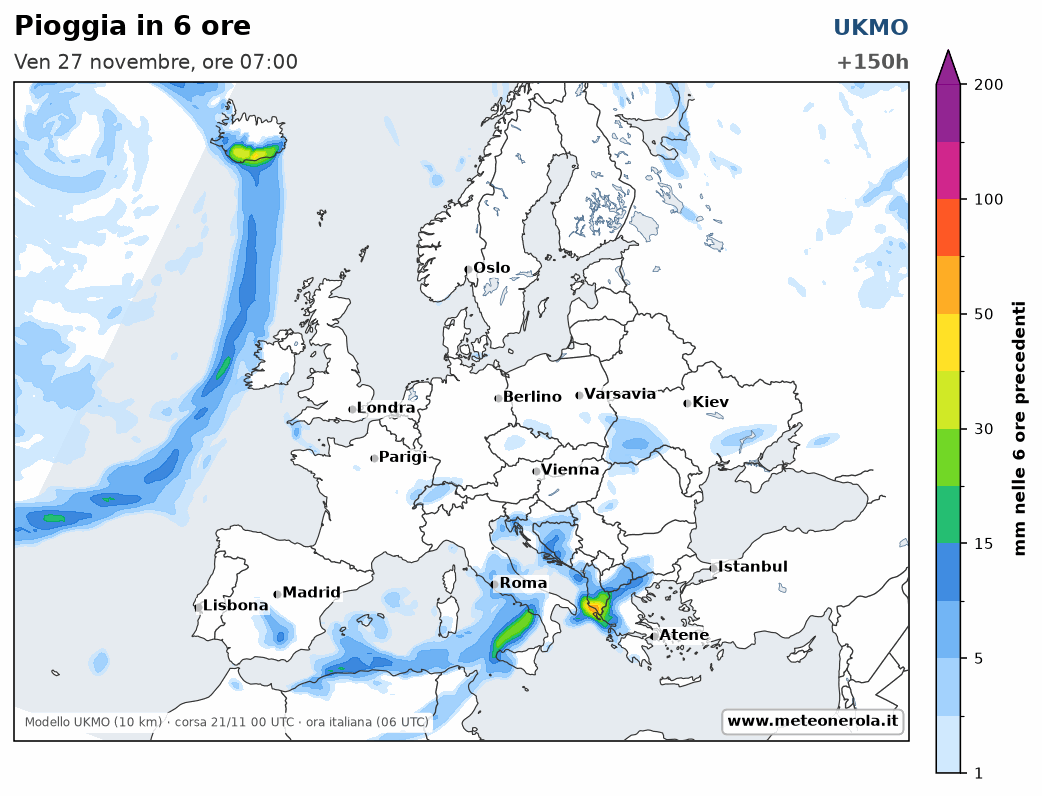 Pioggia in 6 ore
UKMO
Ven 27 novembre, ore 07:00
+150h
200
100
50
30
15
5
1
mm nelle 6 ore precedenti
Oslo
Berlino
Varsavia
Kiev
Londra
Parigi
Vienna
Istanbul
Roma
Madrid
Lisbona
Atene
Modello UKMO (10 km) · corsa 21/11 00 UTC · ora italiana (06 UTC)
www.meteonerola.it